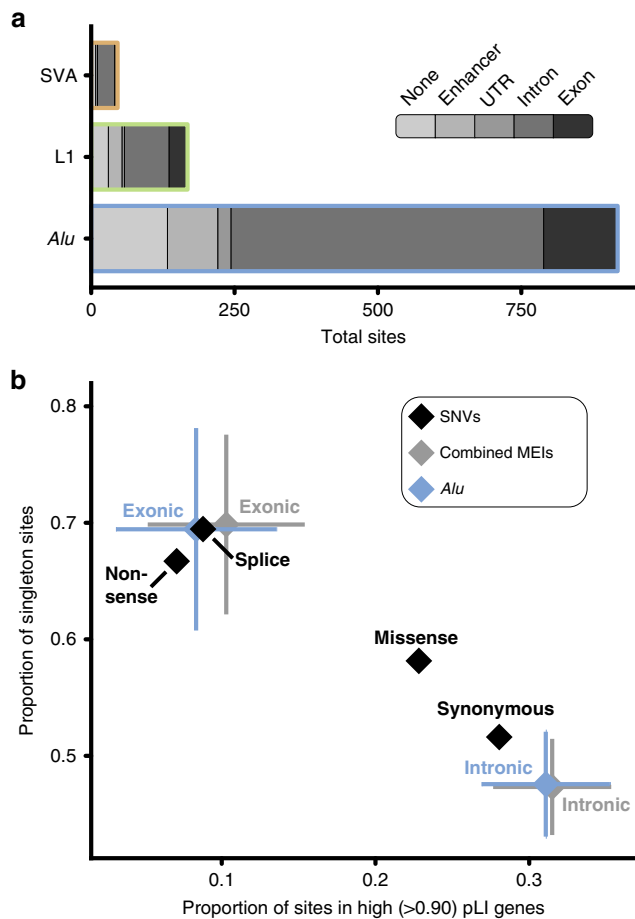 a
SVA
L1
Alu
None
Enhancer
UTR
Intron
Exon
0
250
500
750
Total sites
b
0.8
0.7
0.6
0.5
Proportion of singleton sites
SNVs
Combined MEIs
Alu
Exonic
Exonic
Non-
sense
Splice
Missense
Synonymous
Intronic
Intronic
0.1
0.2
0.3
Proportion of sites in high (>0.90) pLI genes